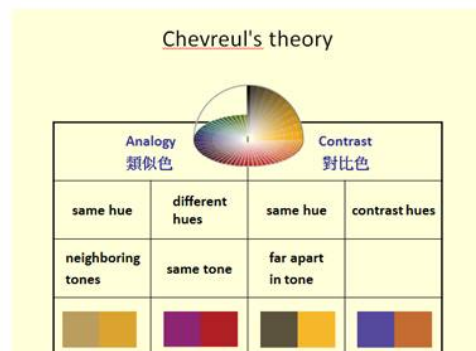 Chevreul's theory
Analogy
類似色
Contrast
對比色
same hue
different
hues
same hue
contrast hues
neighboring
tones
same tone
far apart
in tone